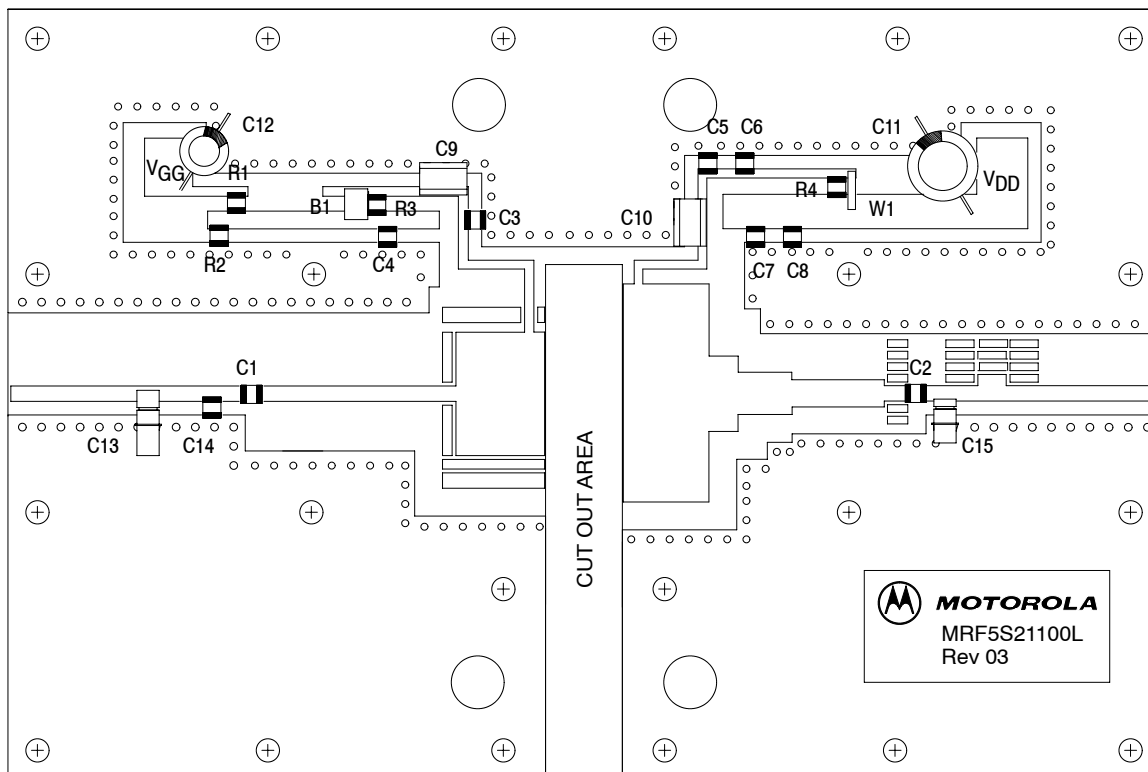 C12
C5 C6
C11
C9
VGG
R1
VDD
R4
B1
R3
W1
C3
C10
R2
C4
C7 C8
C1
C2
C13
C14
C15
CUT OUT AREA
MOTOROLA
MRF5S21100L
Rev 03